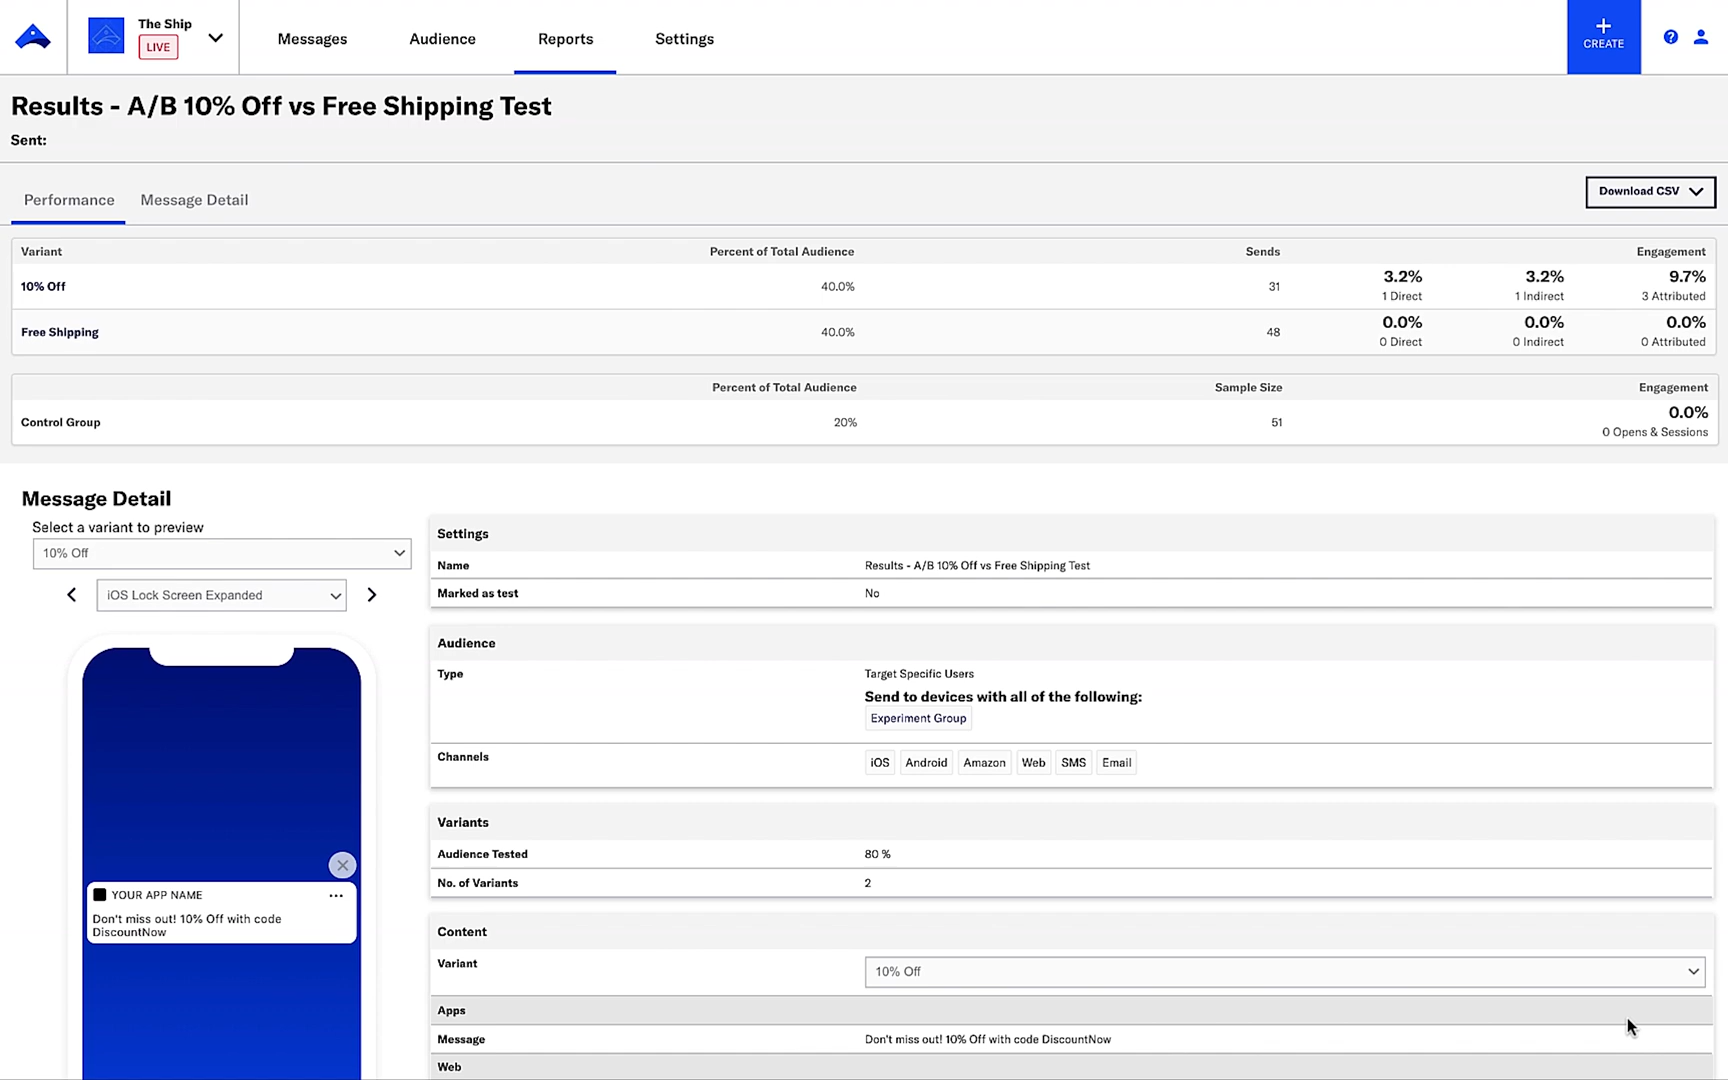 The Ship
LIVE
Messages
Audience
Reports
Settings
+
CREATE
?
Results - A/B 10% Off vs Free Shipping Test
Sent:
Performance
Message Detail
Download CSV
Variant Percent of Total Audience Sends Engagement
10% Off 40.0% 31 3.2% 3.2% 9.7%
1 Direct 1 Indirect 3 Attributed
Free Shipping 40.0% 48 0.0% 0.0% 0.0%
0 Direct 0 Indirect 0 Attributed
Percent of Total Audience Sample Size Engagement
Control Group 20% 51 0.0%
0 Opens & Sessions
Message Detail
Select a variant to preview
10% Off
iOS Lock Screen Expanded
YOUR APP NAME
Don't miss out! 10% Off with code
DiscountNow
Settings
Name Results - A/B 10% Off vs Free Shipping Test
Marked as test No
Audience
Type Target Specific Users
Send to devices with all of the following:
Experiment Group
Channels iOS Android Amazon Web SMS Email
Variants
Audience Tested 80 %
No. of Variants 2
Content
Variant 10% Off
Apps
Message Don't miss out! 10% Off with code DiscountNow
Web